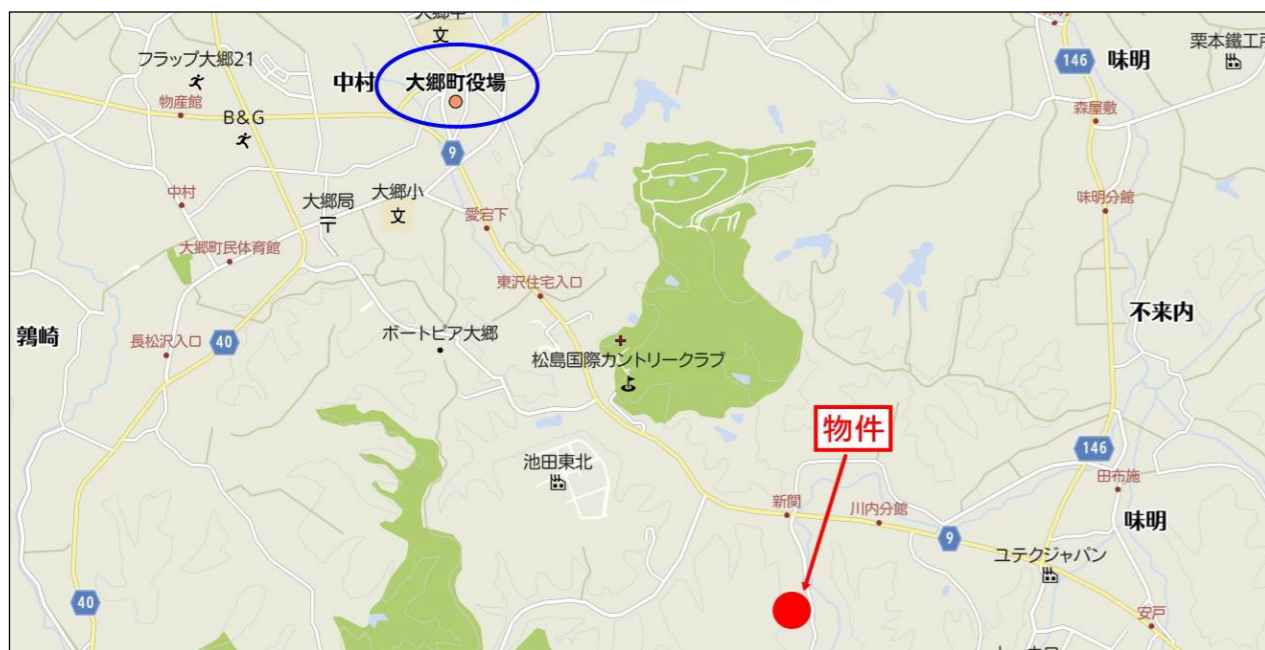 文
フラップ大郷21
中村
大郷町役場
物産館
B&G
9
146
味明
栗本鐵工所
森屋敷
中村
大郷局
〒
大郷小
文
愛宕下
味明分館
大郷町民体育館
東沢住宅入口
鶉崎
長松沢入口
40
ボートピア大郷
松島国際カントリークラブ
不来内
物件
池田東北
146
田布施
味明
新関
川内分館
9
ユテクジャパン
40
安戸